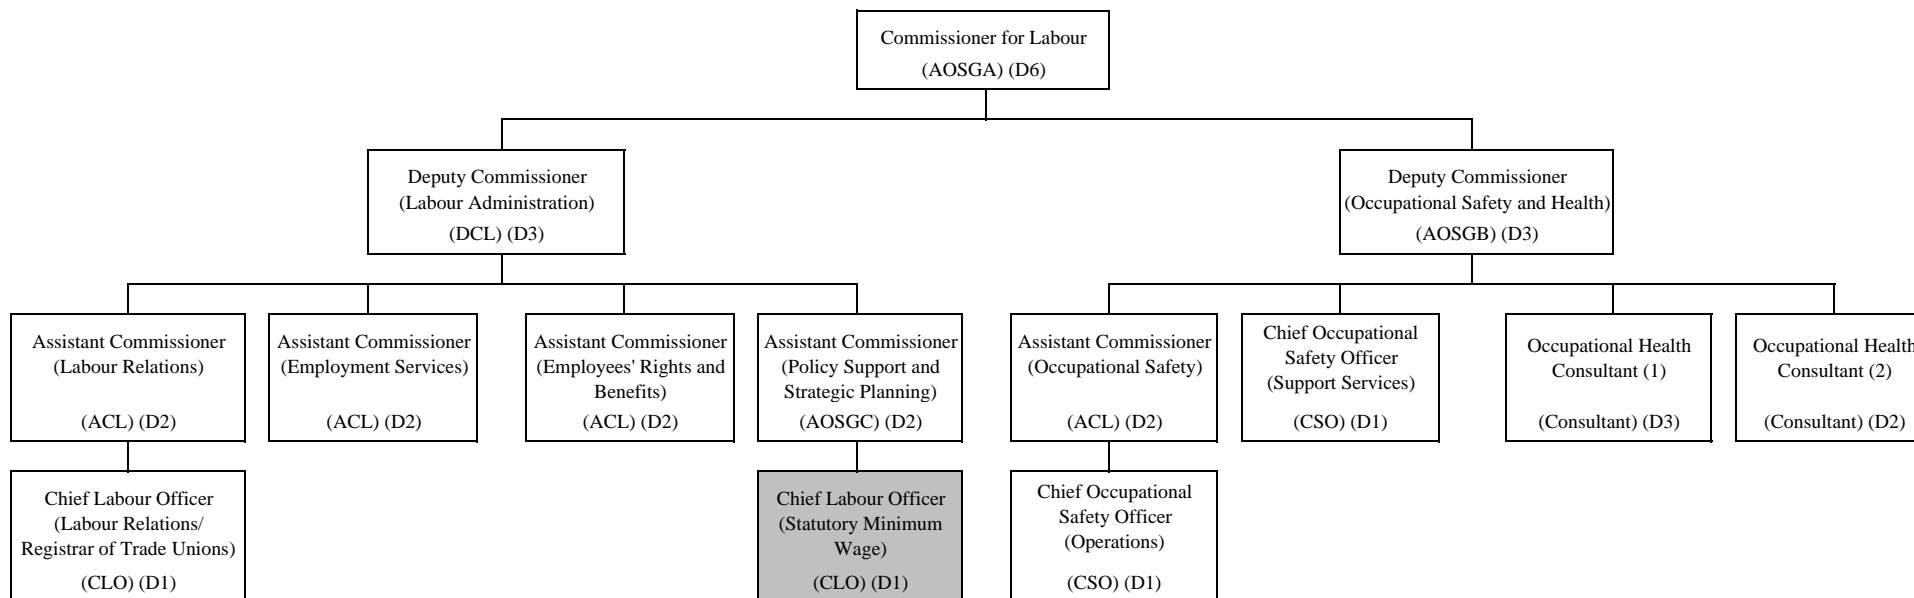 Commissioner for Labour
(AOSGA) (D6)
Deputy Commissioner
(Labour Administration)
(DCL) (D3)
Deputy Commissioner
(Occupational Safety and Health)
(AOSGB) (D3)
Assistant Commissioner
(Labour Relations)
(ACL) (D2)
Assistant Commissioner
(Employment Services)
(ACL) (D2)
Assistant Commissioner
(Employees' Rights and
Benefits)
(ACL) (D2)
Assistant Commissioner
(Policy Support and
Strategic Planning)
(AOSGC) (D2)
Assistant Commissioner
(Occupational Safety)
(ACL) (D2)
Chief Occupational
Safety Officer
(Support Services)
(CSO) (D1)
Occupational Health
Consultant (1)
(Consultant) (D3)
Occupational Health
Consultant (2)
(Consultant) (D2)
Chief Labour Officer
(Labour Relations/
Registrar of Trade Unions)
(CLO) (D1)
Chief Labour Officer
(Statutory Minimum
Wage)
(CLO) (D1)
Chief Occupational
Safety Officer
(Operations)
(CSO) (D1)